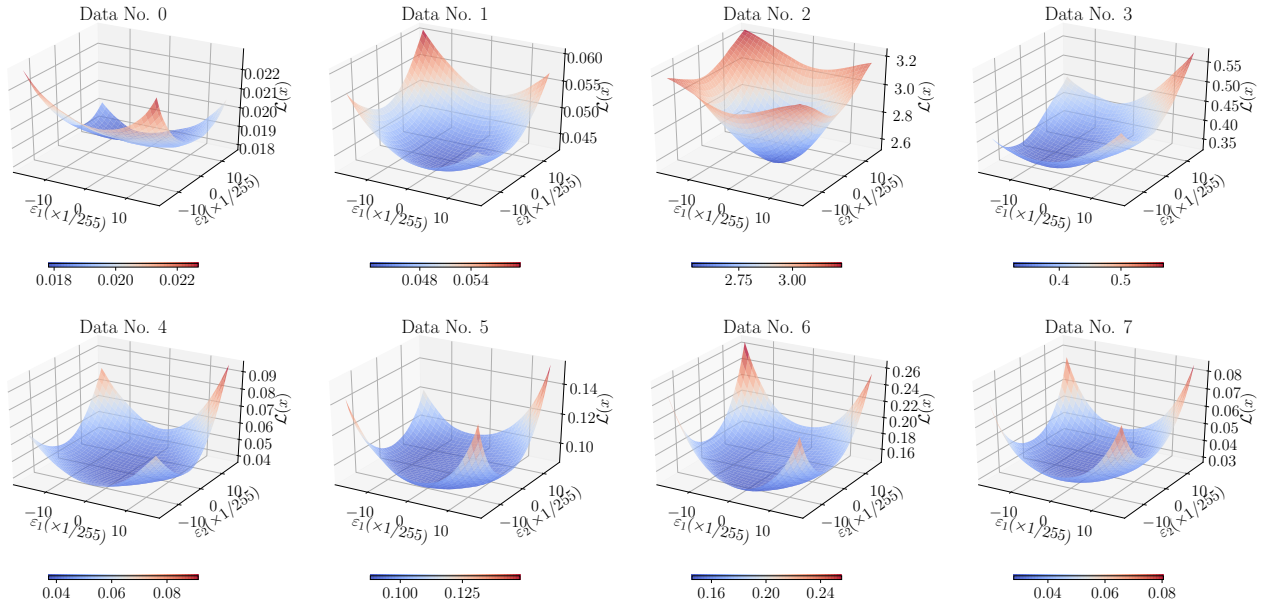 Data No. 0
0.022
0.021
0.020
0.019
0.018
ℒ(x)
−10
0
10
ε₁(×1/255)
−10
0
10
ε₂(×1/255)
0.018 0.020 0.022
Data No. 1
0.060
0.055
0.050
0.045
ℒ(x)
−10
0
10
ε₁(×1/255)
−10
0
10
ε₂(×1/255)
0.048 0.054
Data No. 2
3.2
3.0
2.8
2.6
ℒ(x)
−10
0
10
ε₁(×1/255)
−10
0
10
ε₂(×1/255)
2.75 3.00
Data No. 3
0.55
0.50
0.45
0.40
0.35
ℒ(x)
−10
0
10
ε₁(×1/255)
−10
0
10
ε₂(×1/255)
0.4 0.5
Data No. 4
0.09
0.08
0.07
0.06
0.05
0.04
ℒ(x)
−10
0
10
ε₁(×1/255)
−10
0
10
ε₂(×1/255)
0.04 0.06 0.08
Data No. 5
0.14
0.12
0.10
ℒ(x)
−10
0
10
ε₁(×1/255)
−10
0
10
ε₂(×1/255)
0.100 0.125
Data No. 6
0.26
0.24
0.22
0.20
0.18
0.16
ℒ(x)
−10
0
10
ε₁(×1/255)
−10
0
10
ε₂(×1/255)
0.16 0.20 0.24
Data No. 7
0.08
0.07
0.06
0.05
0.04
0.03
ℒ(x)
−10
0
10
ε₁(×1/255)
−10
0
10
ε₂(×1/255)
0.04 0.06 0.08